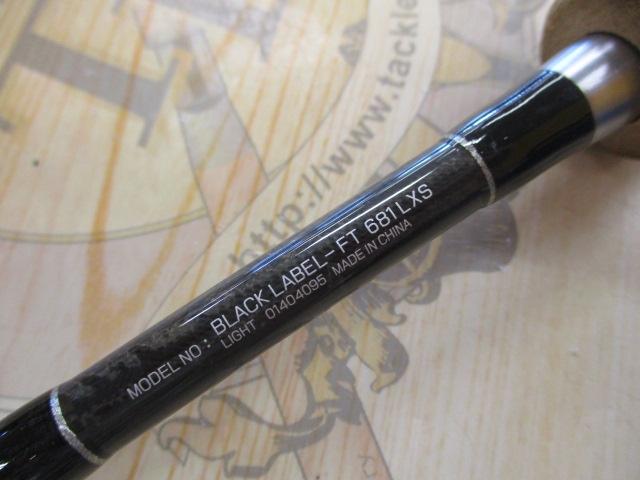 MODEL NO : BLACK LABEL-FT 681LXS
LIGHT 01404095 MADE IN CHINA
http://www.tackle